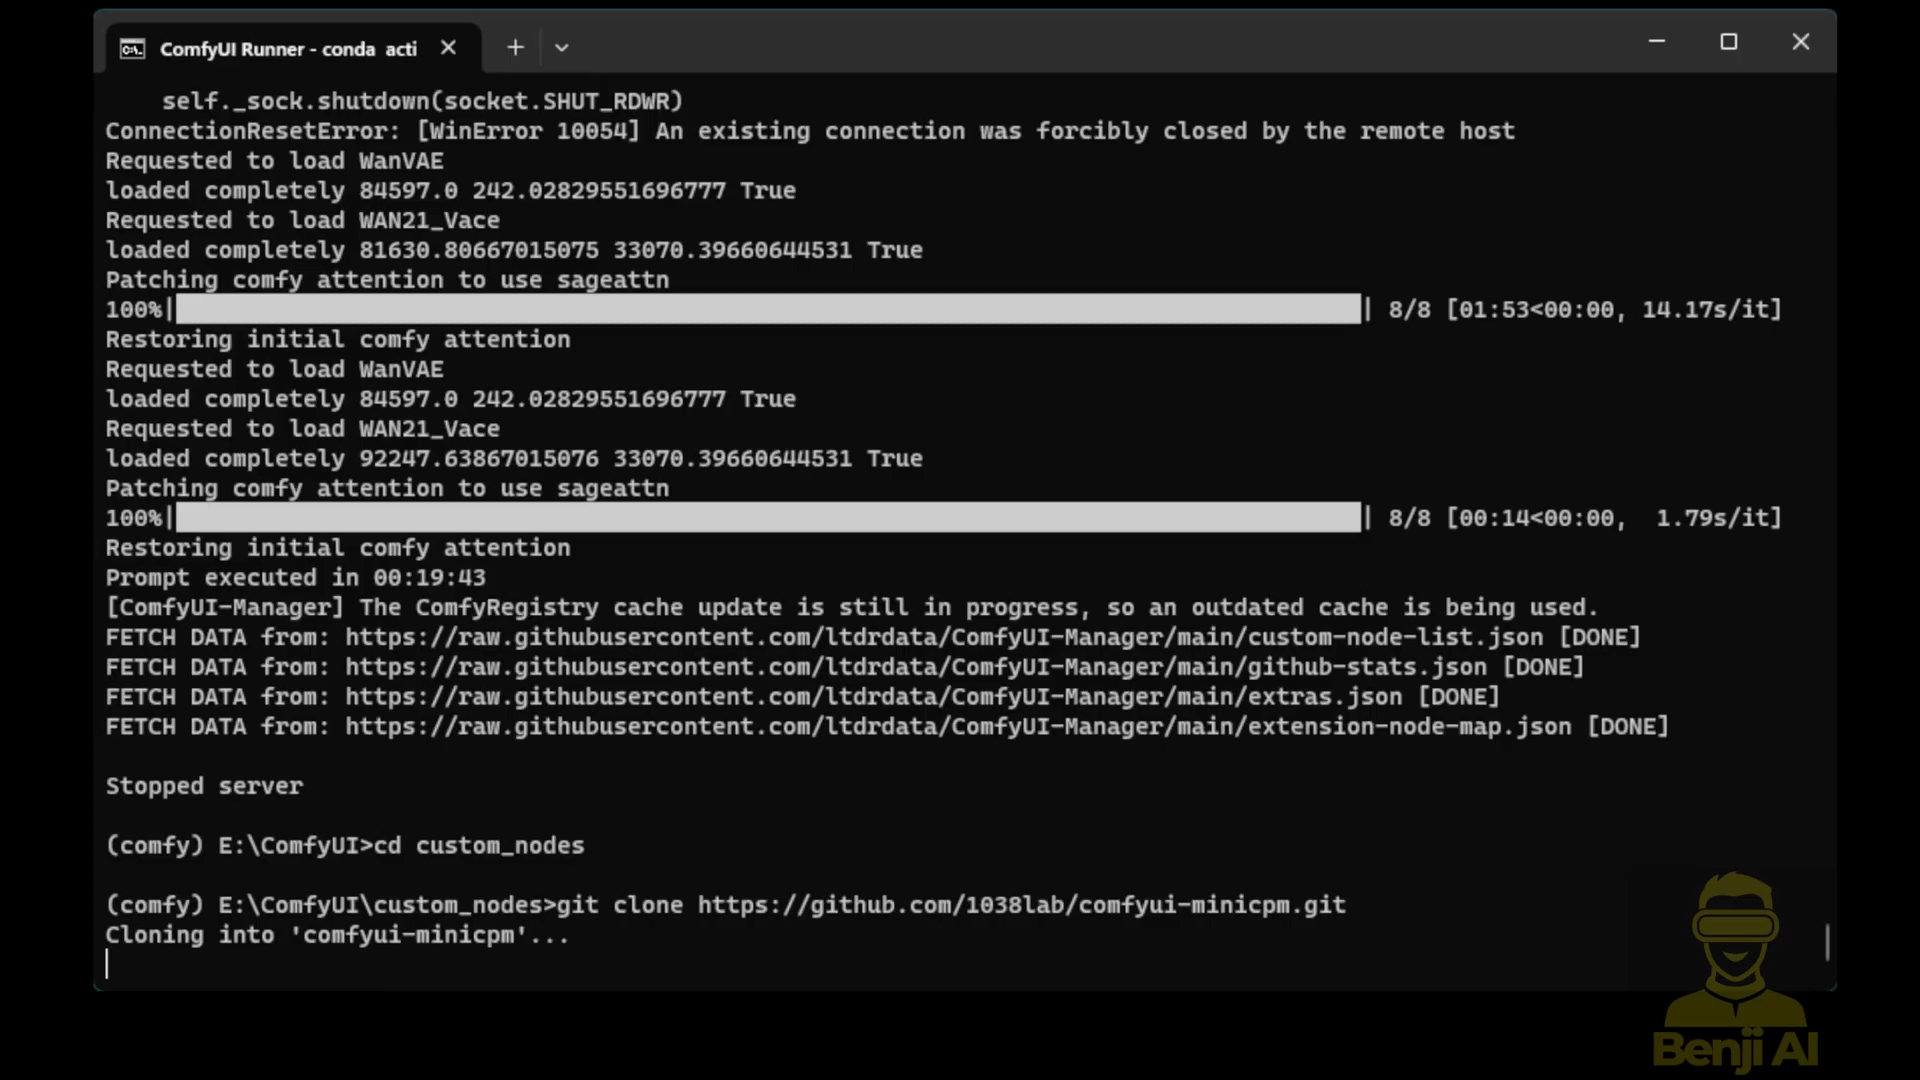 ComfyUI Runner - conda acti
self._sock.shutdown(socket.SHUT_RDWR)
ConnectionResetError: [WinError 10054] An existing connection was forcibly closed by the remote host
Requested to load WanVAE
loaded completely 84597.0 242.02829551696777 True
Requested to load WAN21_Vace
loaded completely 81630.80667015075 33070.39660644531 True
Patching comfy attention to use sageattn
100%| | 8/8 [01:53<00:00, 14.17s/it]
Restoring initial comfy attention
Requested to load WanVAE
loaded completely 84597.0 242.02829551696777 True
Requested to load WAN21_Vace
loaded completely 92247.63867015076 33070.39660644531 True
Patching comfy attention to use sageattn
100%| | 8/8 [00:14<00:00,  1.79s/it]
Restoring initial comfy attention
Prompt executed in 00:19:43
[ComfyUI-Manager] The ComfyRegistry cache update is still in progress, so an outdated cache is being used.
FETCH DATA from: https://raw.githubusercontent.com/ltdrdata/ComfyUI-Manager/main/custom-node-list.json [DONE]
FETCH DATA from: https://raw.githubusercontent.com/ltdrdata/ComfyUI-Manager/main/github-stats.json [DONE]
FETCH DATA from: https://raw.githubusercontent.com/ltdrdata/ComfyUI-Manager/main/extras.json [DONE]
FETCH DATA from: https://raw.githubusercontent.com/ltdrdata/ComfyUI-Manager/main/extension-node-map.json [DONE]
Stopped server
(comfy) E:\ComfyUI>cd custom_nodes
(comfy) E:\ComfyUI\custom_nodes>git clone https://github.com/1038lab/comfyui-minicpm.git
Cloning into 'comfyui-minicpm'...
Benji AI